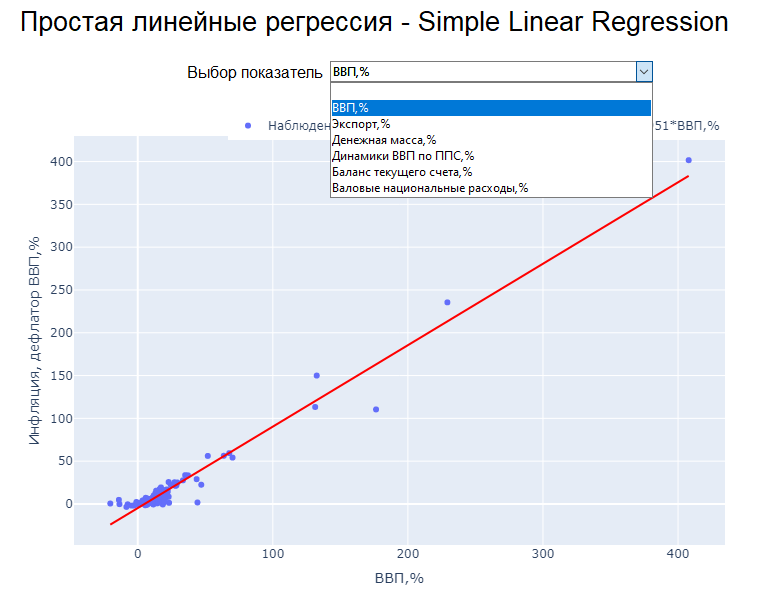 Простая линейные регрессия - Simple Linear Regression
Выбор показатель ВВП,%
ВВП,%
Экспорт,%
Денежная масса,%
Динамики ВВП по ППС,%
Баланс текущего счета,%
Валовые национальные расходы,%
51*ВВП,%
400
350
300
250
200
150
100
50
0
Инфляция, дефлатор ВВП,%
0 100 200 300 400
ВВП,%